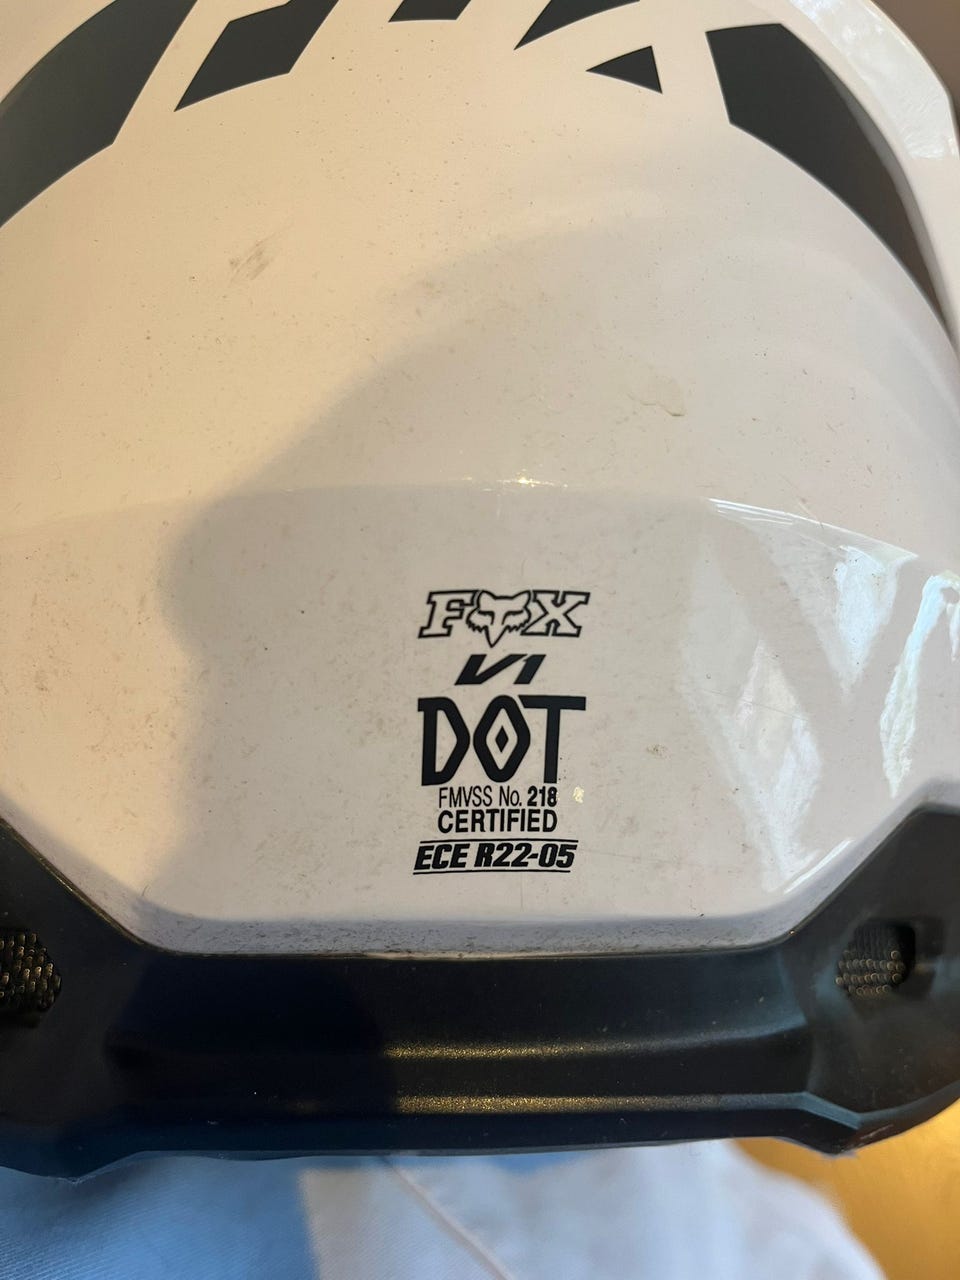 FOX
V1
DOT
FMVSS No. 218
CERTIFIED
ECE R22-05